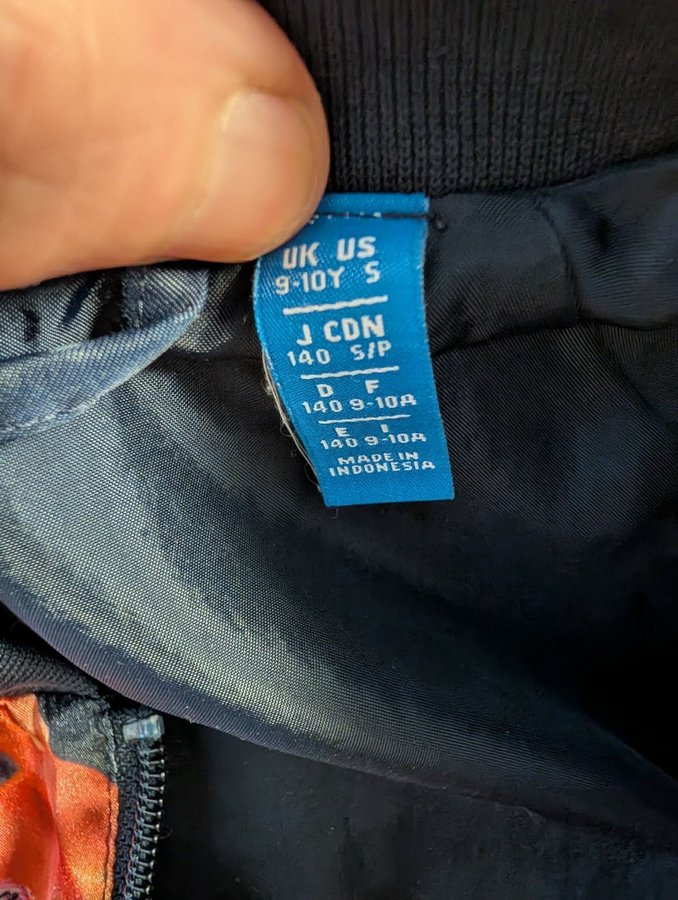 UK US
9-10Y S
J CDN
140 S/P
D F
140 9-10A
E I
140 9-10A
MADE IN
INDONESIA